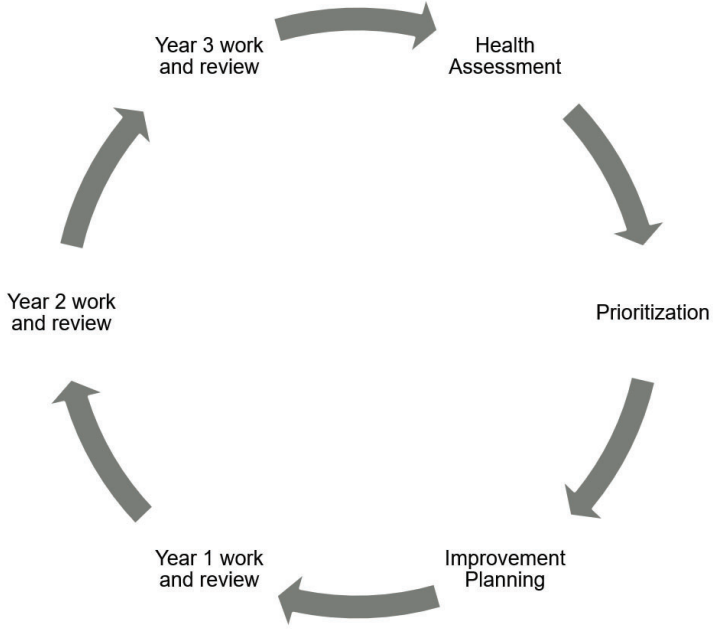 Health
Assessment
Prioritization
Improvement
Planning
Year 1 work
and review
Year 2 work
and review
Year 3 work
and review